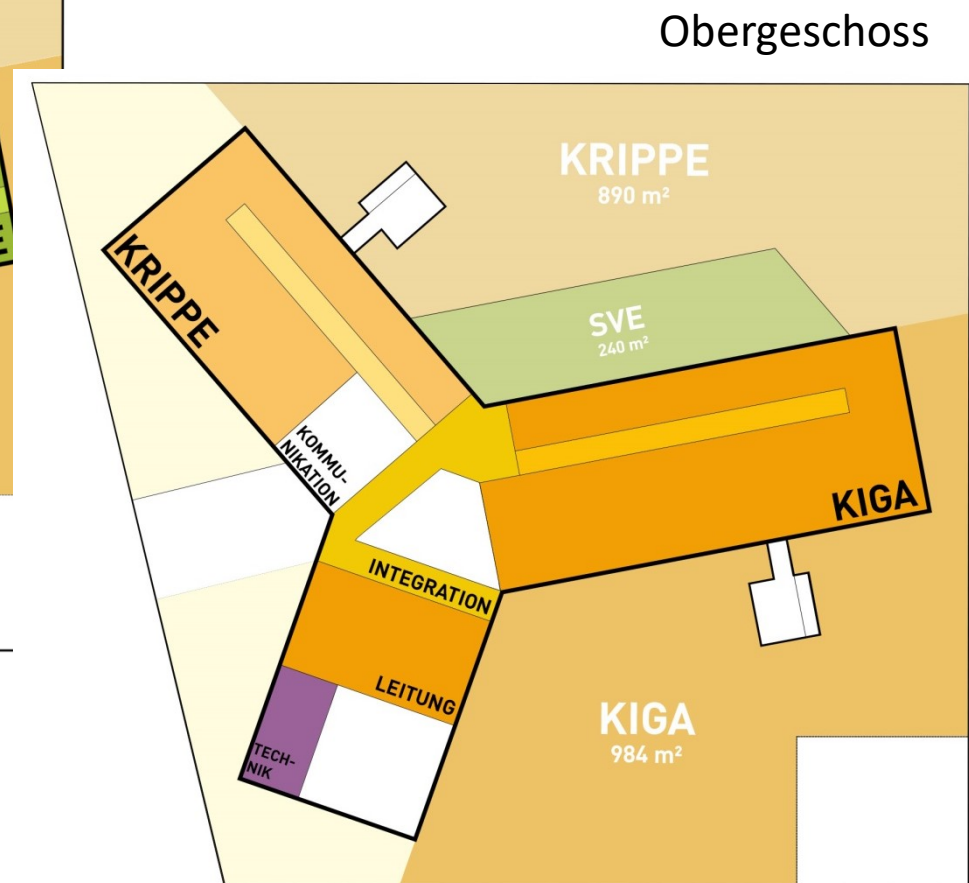 Obergeschoss
KRIPPE
890 m²
SVE
240 m²
KRIPPE
KOMMU-
NIKATION
KIGA
INTEGRATION
LEITUNG
TECH-
NIK
KIGA
984 m²